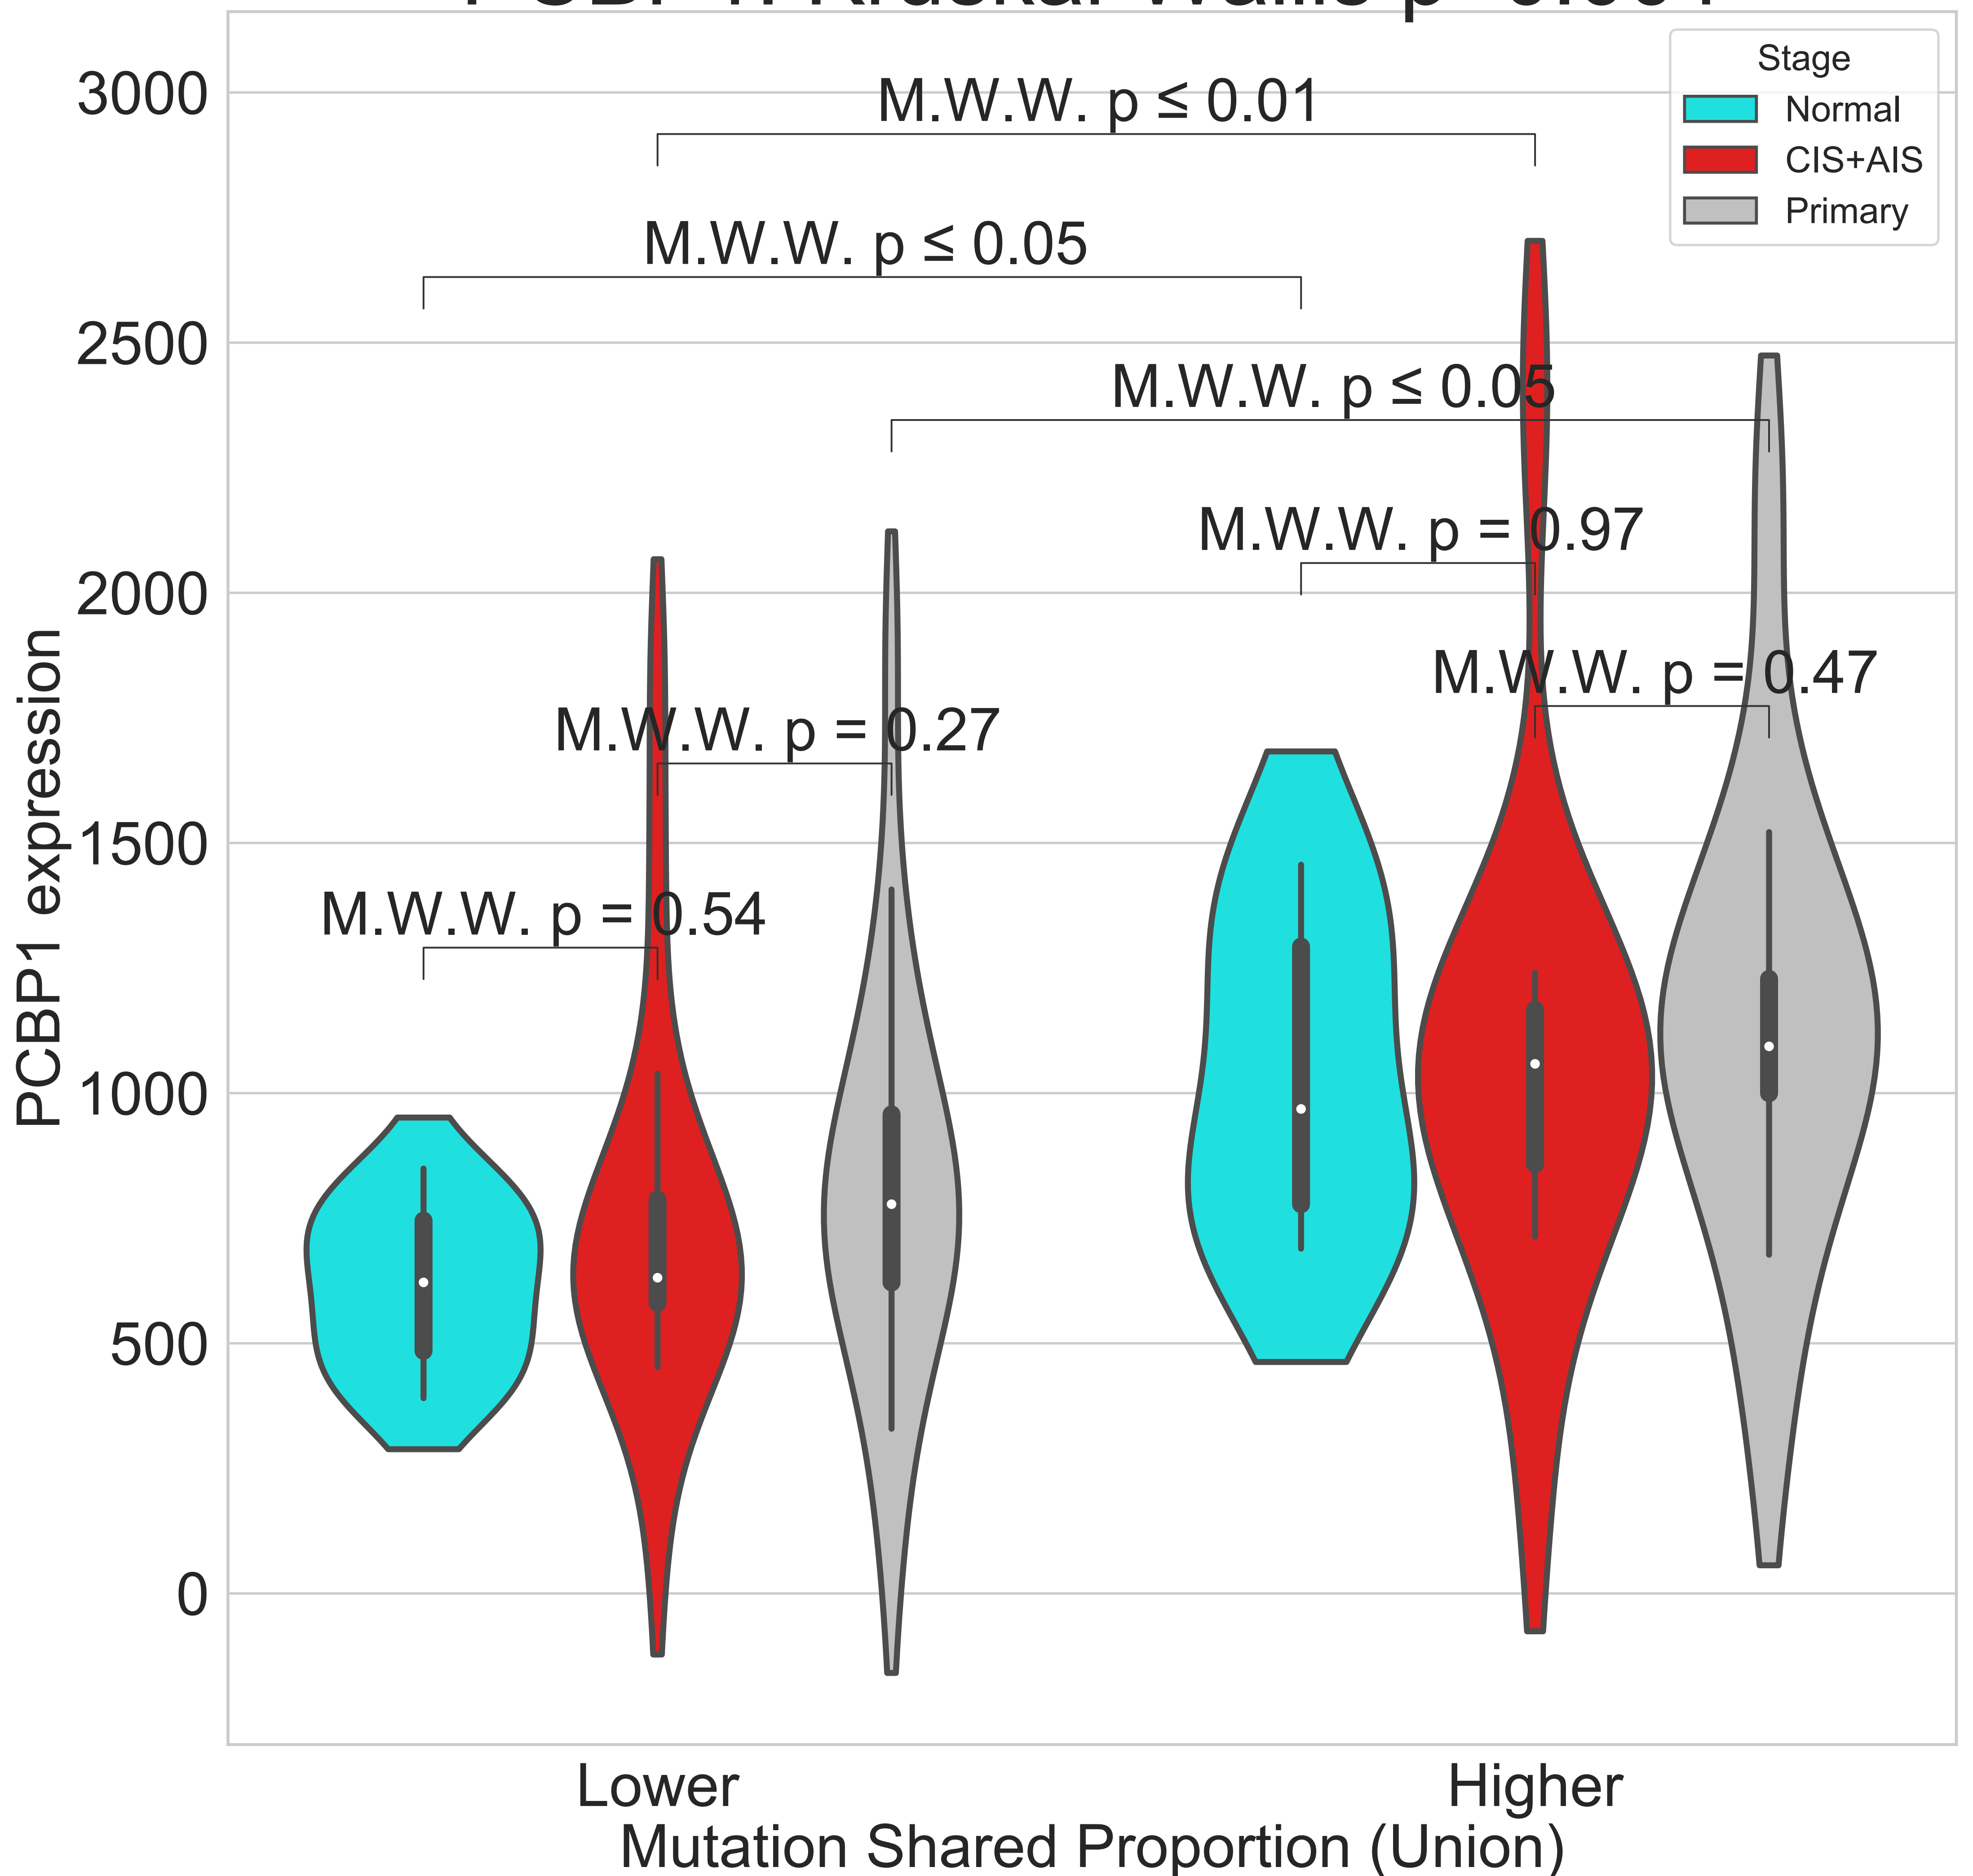 3000
2500
2000
1500
1000
500
0
PCBP1 expression
M.W.W. p ≤ 0.01
M.W.W. p ≤ 0.05
M.W.W. p ≤ 0.05
M.W.W. p = 0.97
M.W.W. p = 0.47
M.W.W. p = 0.27
M.W.W. p = 0.54
Stage
Normal
CIS+AIS
Primary
Lower
Higher
Mutation Shared Proportion (Union)